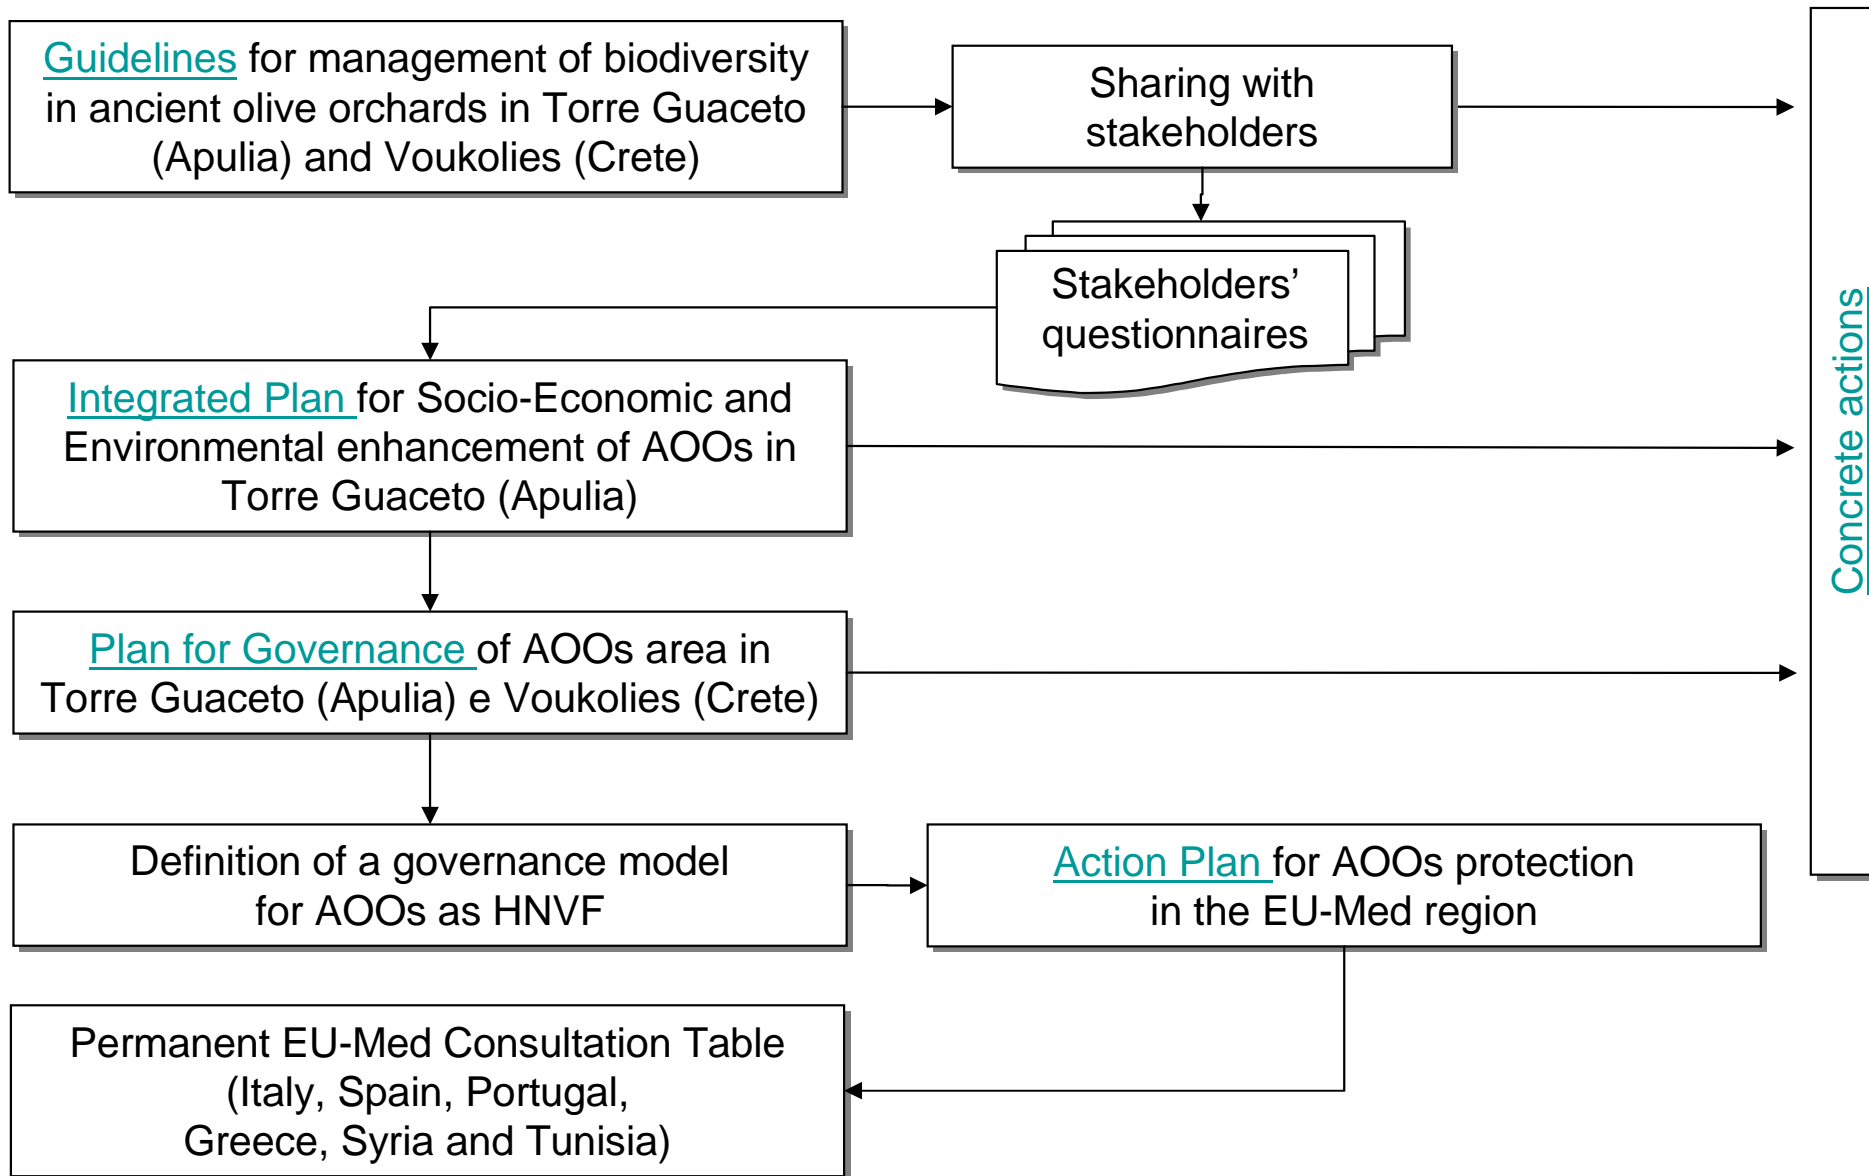 Guidelines for management of biodiversity
in ancient olive orchards in Torre Guaceto
(Apulia) and Voukolies (Crete)
Sharing with
stakeholders
Stakeholders’
questionnaires
Integrated Plan for Socio-Economic and
Environmental enhancement of AOOs in
Torre Guaceto (Apulia)
Plan for Governance of AOOs area in
Torre Guaceto (Apulia) e Voukolies (Crete)
Definition of a governance model
for AOOs as HNVF
Action Plan for AOOs protection
in the EU-Med region
Permanent EU-Med Consultation Table
(Italy, Spain, Portugal,
Greece, Syria and Tunisia)
Concrete actions